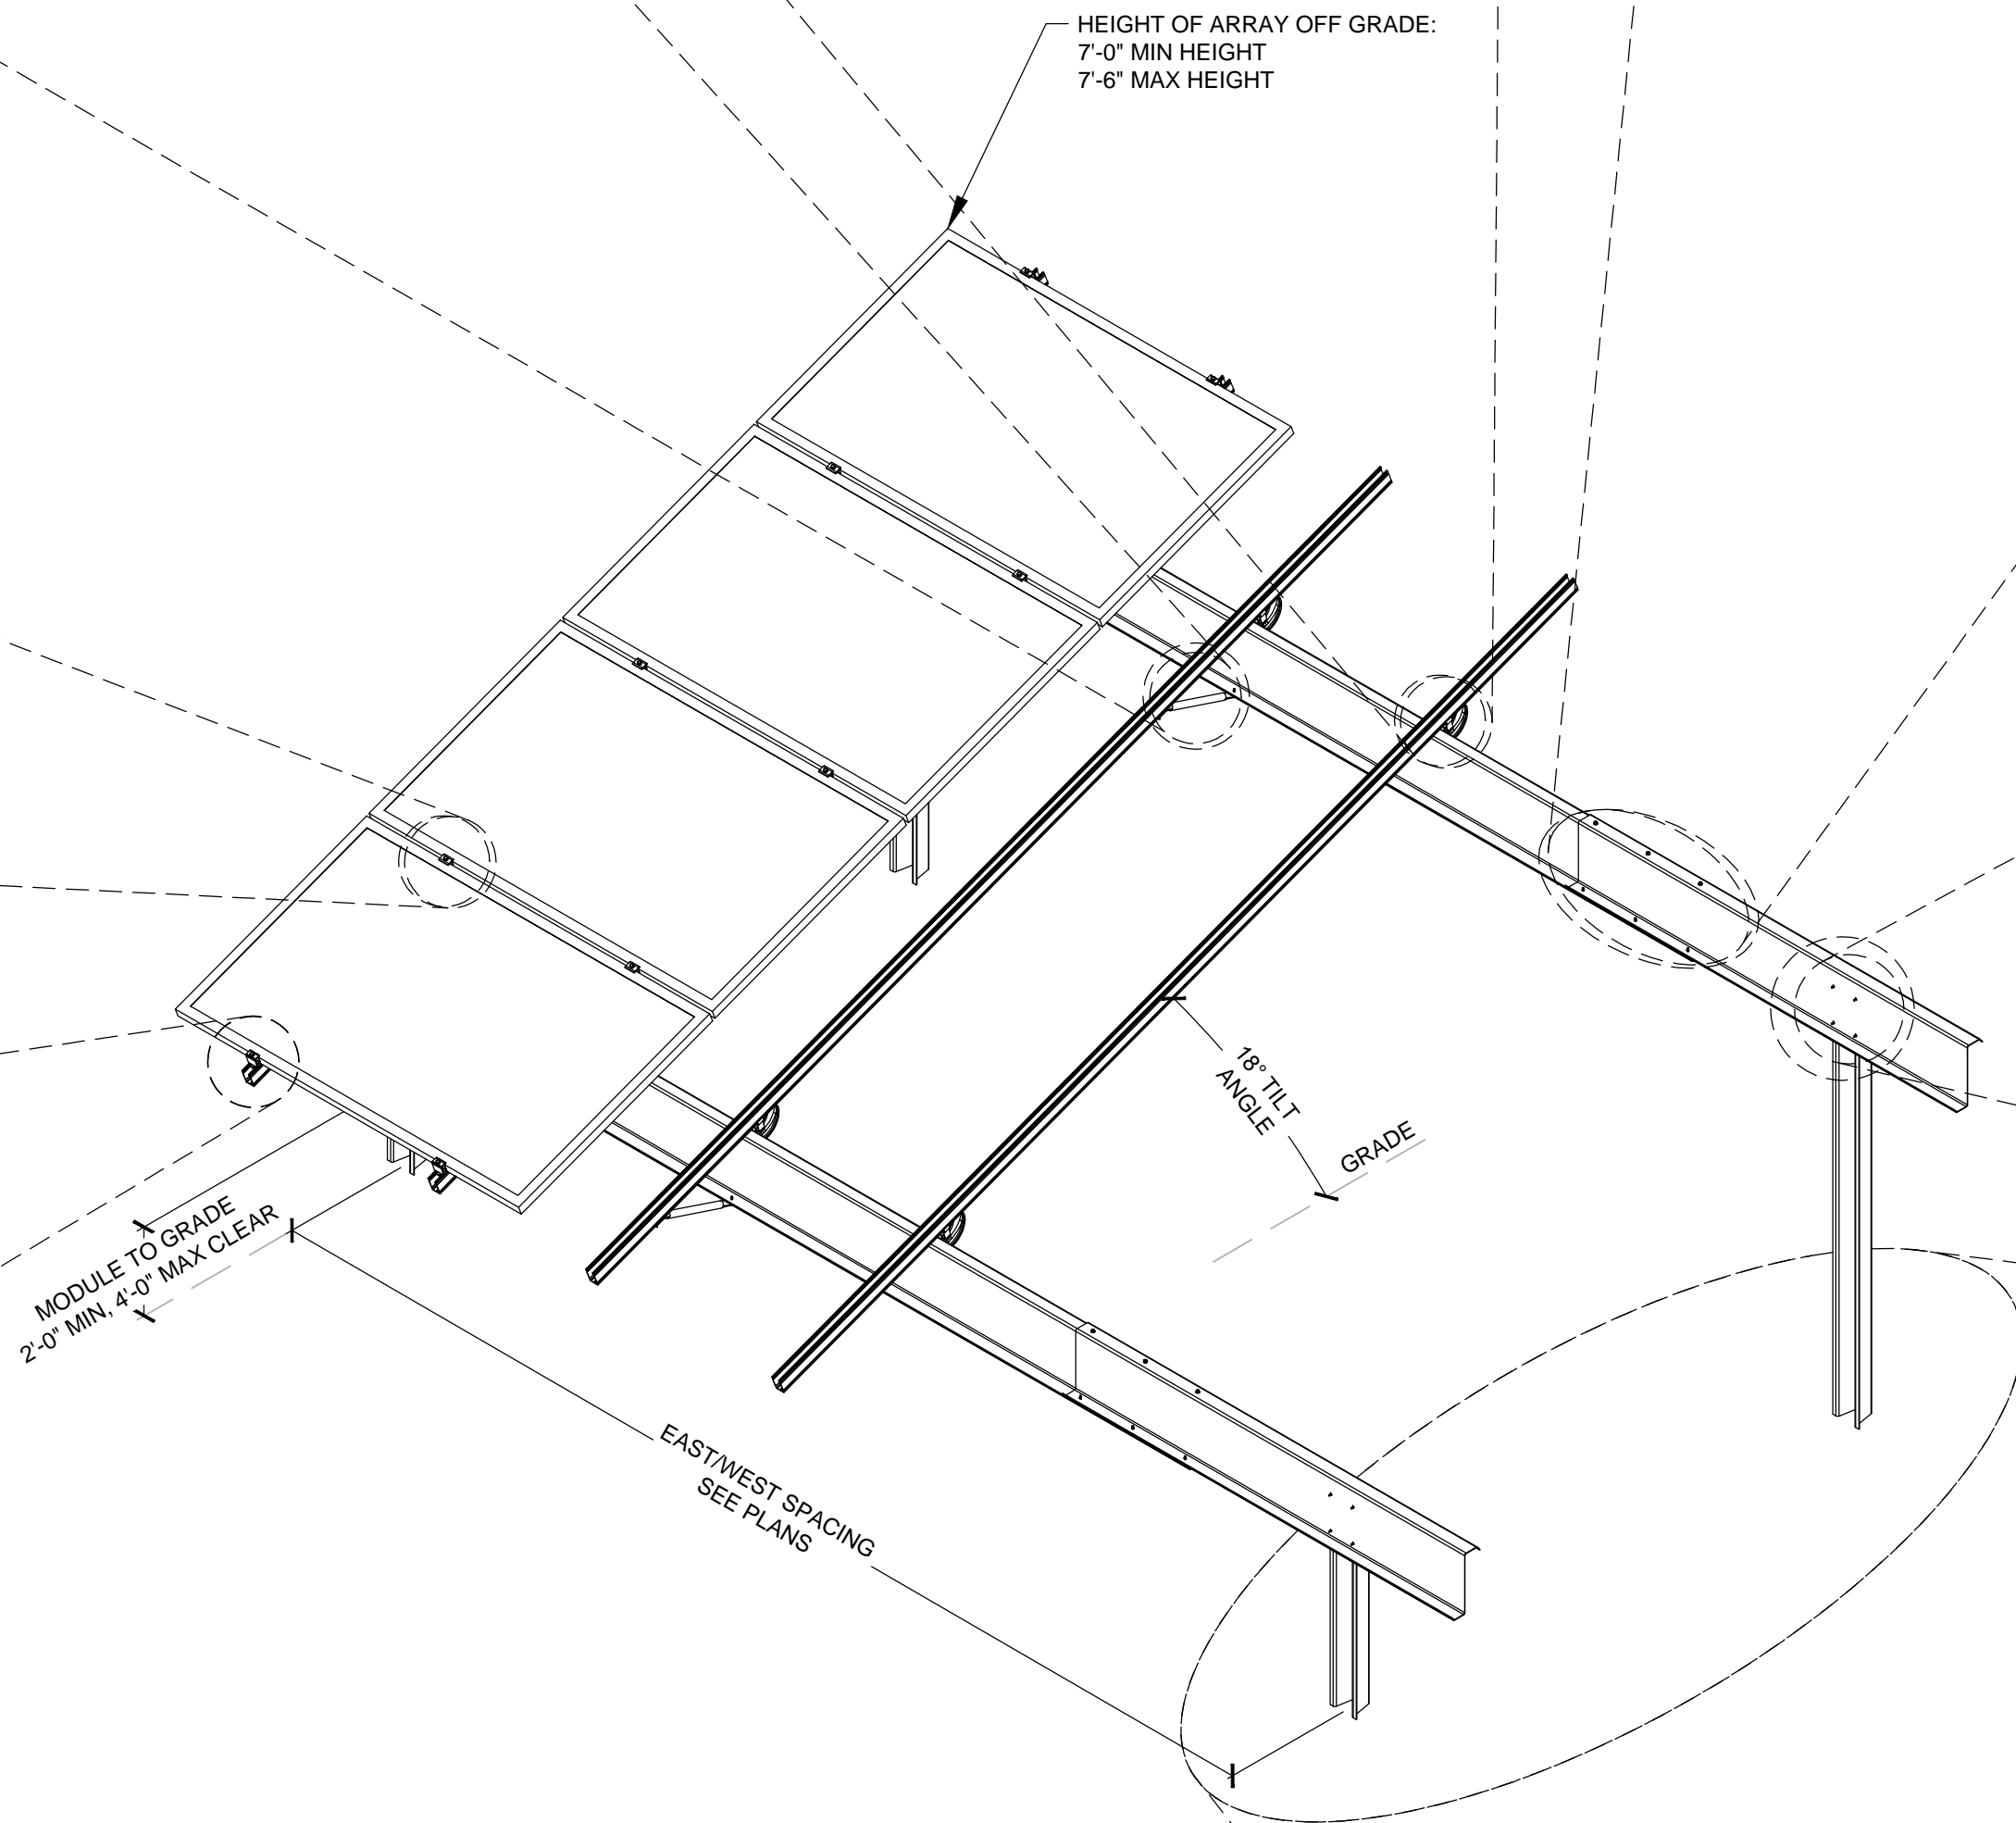 HEIGHT OF ARRAY OFF GRADE:
7'-0" MIN HEIGHT
7'-6" MAX HEIGHT
18° TILT
ANGLE
GRADE
MODULE TO GRADE
2'-0" MIN, 4'-0" MAX CLEAR
EAST/WEST SPACING
SEE PLANS